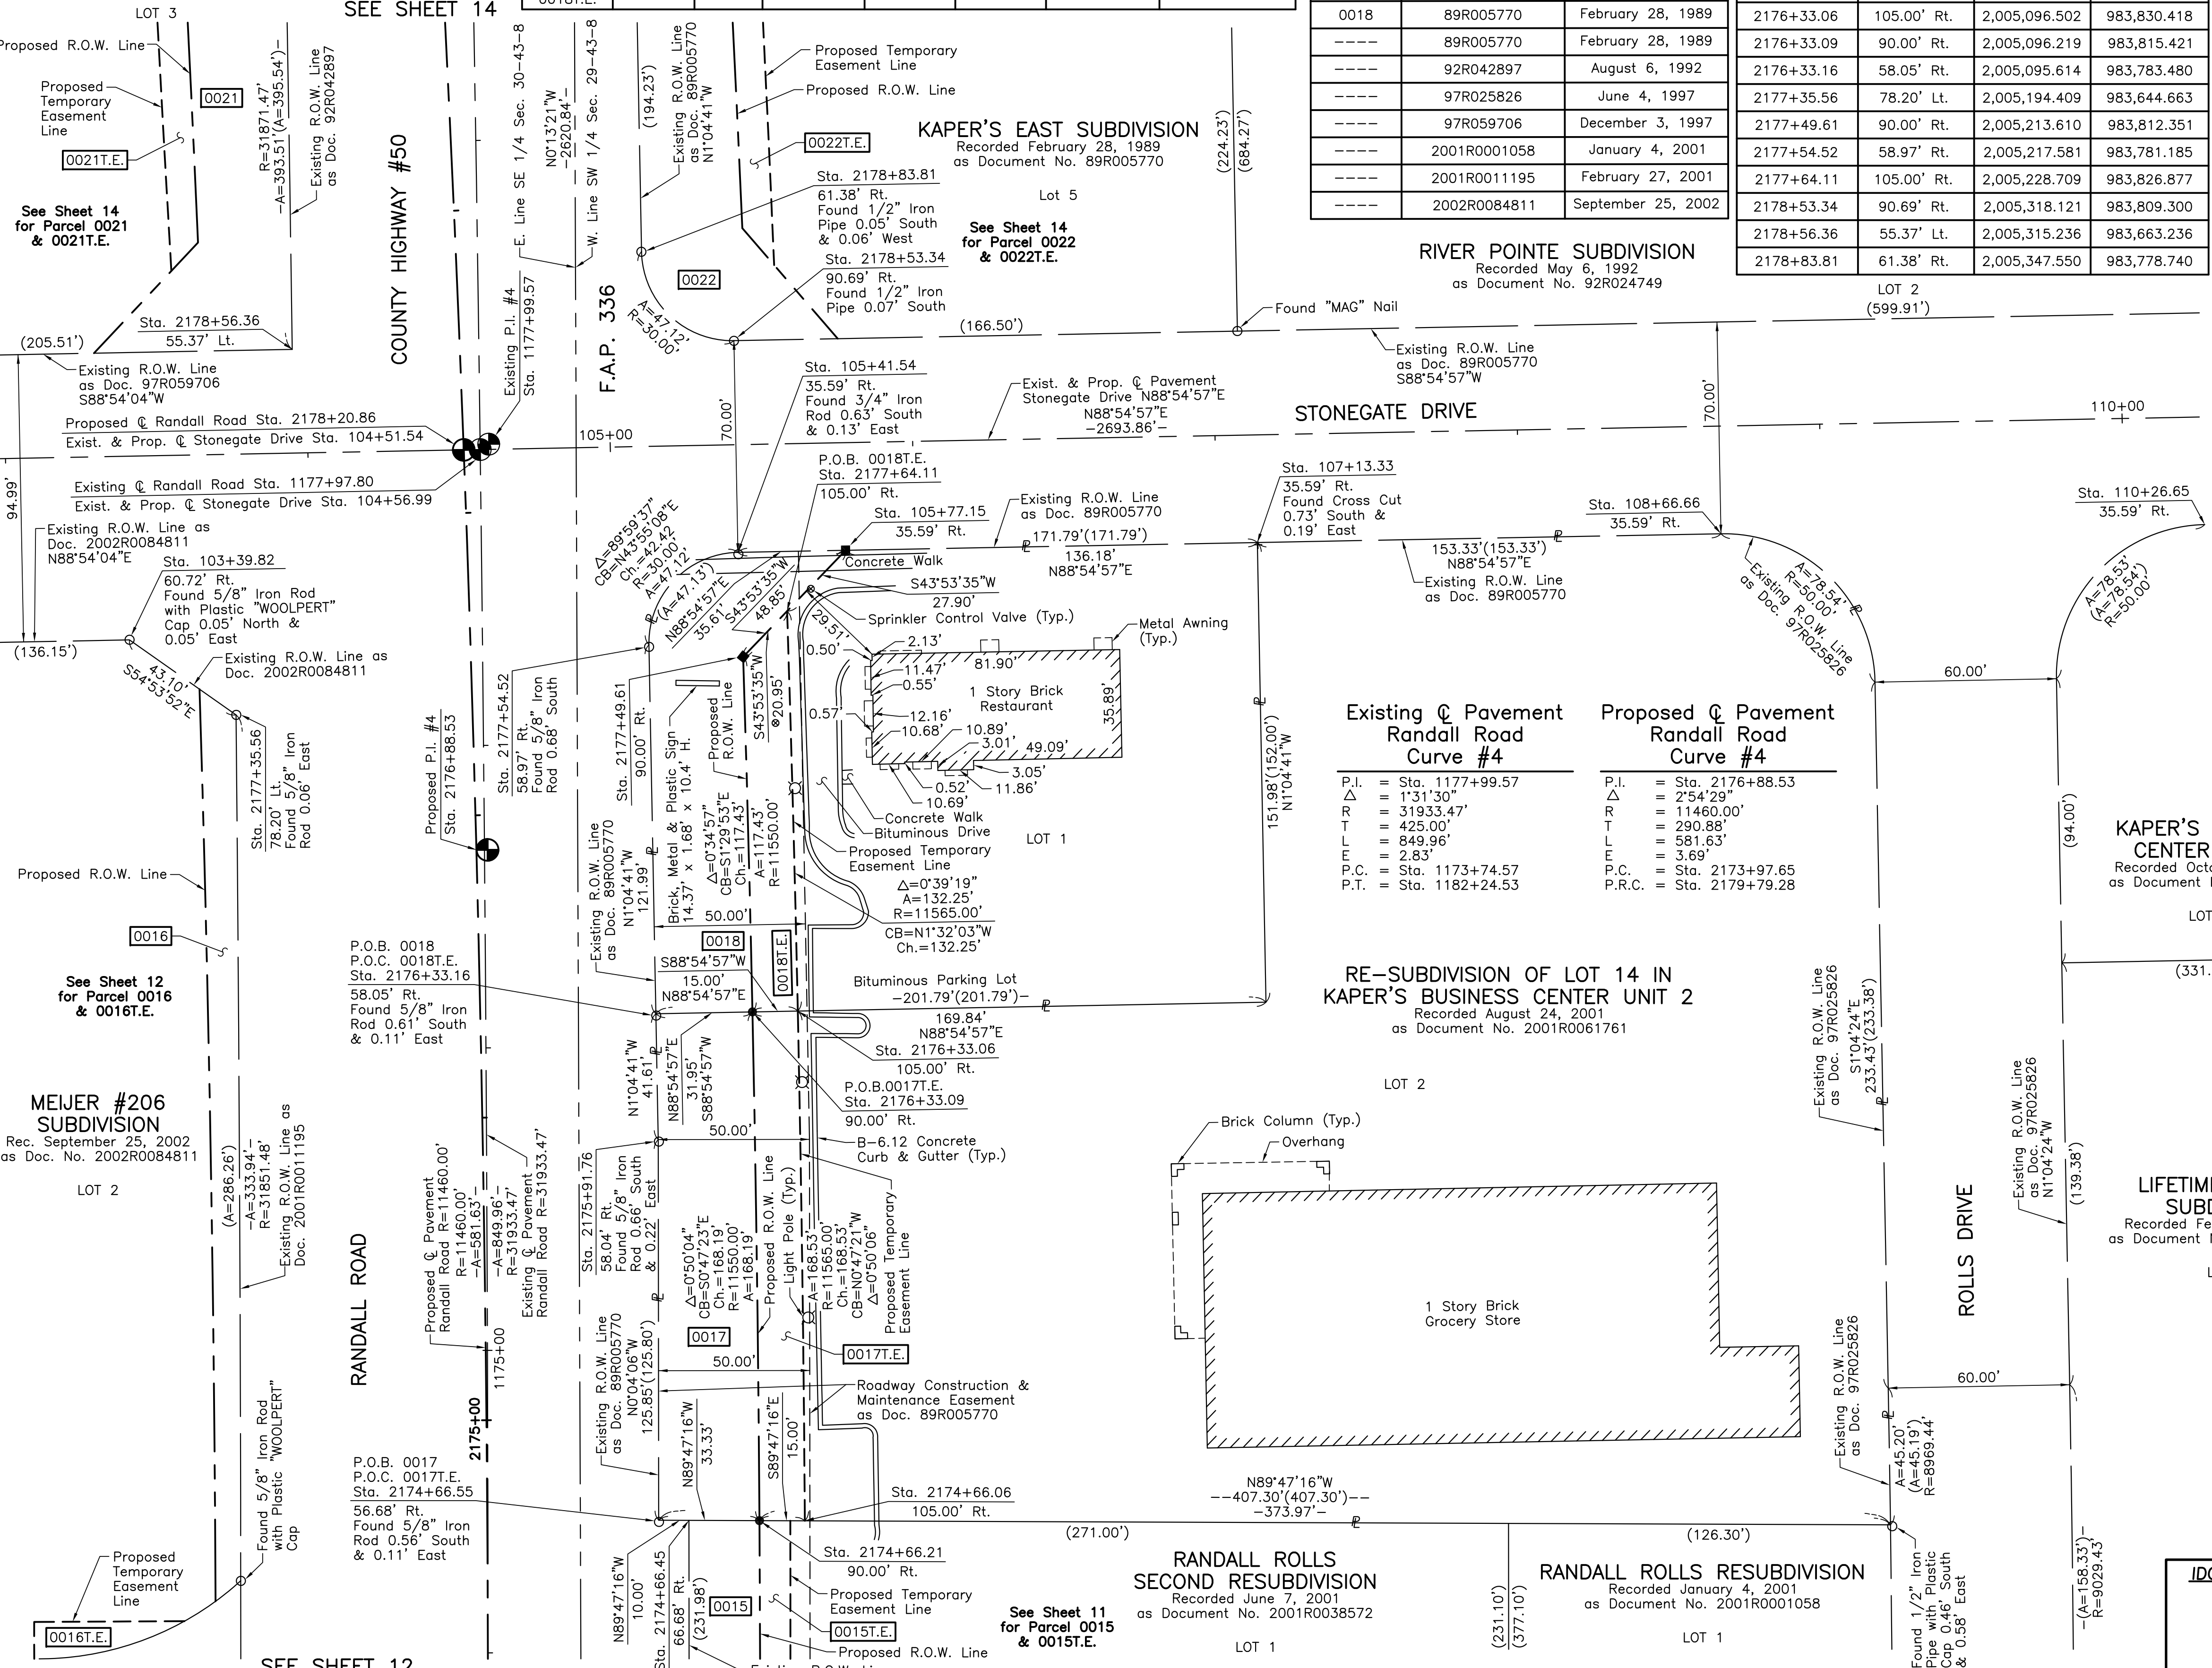 LOT 3
SEE SHEET 14
Proposed R.O.W. Line
Proposed
Temporary
Easement
Line
0021
0021T.E.
See Sheet 14
for Parcel 0021
& 0021T.E.
R=31871.47'
-A=393.51'(A=395.54')-
Existing R.O.W. Line
as Doc. 92R042897
COUNTY HIGHWAY #50
E. Line SE 1/4 Sec. 30-43-8
N0°13'21"W
-2620.84'-
W. Line SW 1/4 Sec. 29-43-8
(194.23')
Existing R.O.W. Line
as Doc. 89R005770
N1°04'41"W
Proposed Temporary
Easement Line
Proposed R.O.W. Line
0022T.E.
KAPER'S EAST SUBDIVISION
Recorded February 28, 1989
as Document No. 89R005770
Lot 5
See Sheet 14
for Parcel 0022
& 0022T.E.
Sta. 2178+83.81
61.38' Rt.
Found 1/2" Iron
Pipe 0.05' South
& 0.06' West
Sta. 2178+53.34
90.69' Rt.
Found 1/2" Iron
Pipe 0.07' South
0022
A=47.12'
R=30.00'
(224.23')
(684.27')
0018 89R005770 February 28, 1989
---- 89R005770 February 28, 1989
---- 92R042897 August 6, 1992
---- 97R025826 June 4, 1997
---- 97R059706 December 3, 1997
---- 2001R0001058 January 4, 2001
---- 2001R0011195 February 27, 2001
---- 2002R0084811 September 25, 2002
2176+33.06 105.00' Rt. 2,005,096.502 983,830.418
2176+33.09 90.00' Rt. 2,005,096.219 983,815.421
2176+33.16 58.05' Rt. 2,005,095.614 983,783.480
2177+35.56 78.20' Lt. 2,005,194.409 983,644.663
2177+49.61 90.00' Rt. 2,005,213.610 983,812.351
2177+54.52 58.97' Rt. 2,005,217.581 983,781.185
2177+64.11 105.00' Rt. 2,005,228.709 983,826.877
2178+53.34 90.69' Rt. 2,005,318.121 983,809.300
2178+56.36 55.37' Lt. 2,005,315.236 983,663.236
2178+83.81 61.38' Rt. 2,005,347.550 983,778.740
RIVER POINTE SUBDIVISION
Recorded May 6, 1992
as Document No. 92R024749
LOT 2
(599.91')
Found "MAG" Nail
(166.50')
Existing R.O.W. Line
as Doc. 89R005770
S88°54'57"W
(205.51')
Sta. 2178+56.36
55.37' Lt.
Existing R.O.W. Line
as Doc. 97R059706
S88°54'04"W
Existing P.I. #4
Sta. 1177+99.57
F.A.P. 336
Proposed ℄ Randall Road Sta. 2178+20.86
Exist. & Prop. ℄ Stonegate Drive Sta. 104+51.54
Existing ℄ Randall Road Sta. 1177+97.80
Exist. & Prop. ℄ Stonegate Drive Sta. 104+56.99
94.99'
105+00
70.00'
Sta. 105+41.54
35.59' Rt.
Found 3/4" Iron
Rod 0.63' South
& 0.13' East
Exist. & Prop. ℄ Pavement
Stonegate Drive N88°54'57"E
N88°54'57"E
-2693.86'-
STONEGATE DRIVE
70.00'
110+00
Existing R.O.W. Line as
Doc. 2002R0084811
N88°54'04"E
Sta. 103+39.82
60.72' Rt.
Found 5/8" Iron Rod
with Plastic "WOOLPERT"
Cap 0.05' North &
0.05' East
(136.15')
43.10'
S54°53'52"E
Existing R.O.W. Line as
Doc. 2002R0084811
P.O.B. 0018T.E.
Sta. 2177+64.11
105.00' Rt.
Sta. 105+77.15
35.59' Rt.
Existing R.O.W. Line
as Doc. 89R005770
171.79'(171.79')
136.18'
N88°54'57"E
Sta. 107+13.33
35.59' Rt.
Found Cross Cut
0.73' South &
0.19' East
Sta. 108+66.66
35.59' Rt.
153.33'(153.33')
N88°54'57"E
Existing R.O.W. Line
as Doc. 89R005770
Sta. 110+26.65
35.59' Rt.
A=78.54'
R=50.00'
Existing R.O.W. Line
as Doc. 97R025826
A=78.53'
(A=78.54')
R=50.00'
△=89°59'37"
CB=N43°55'08"E
Ch.=42.42
R=30.00'
A=47.12'
(A=47.13')
N88°54'57"E
35.61'
S43°53'35"W
48.85'
Concrete Walk
S43°53'35"W
27.90'
Sprinkler Control Valve (Typ.)
29.51'
2.13'
0.50'
11.47'
0.55'
81.90'
Metal Awning
(Typ.)
1 Story Brick
Restaurant
35.89'
0.57'
12.16'
10.68'
10.89'
3.01'
49.09'
3.05'
11.86'
0.52'
10.69'
Concrete Walk
Bituminous Drive
LOT 1
60.00'
Sta. 2177+54.52
58.97' Rt.
Found 5/8" Iron
Rod 0.68' South
Sta. 2177+49.61
90.00' Rt.
Proposed
R.O.W. Line
S43°53'35"W
⊗20.95'
Proposed P.I. #4
Sta. 2176+88.53
Sta. 2177+35.56
78.20' Lt.
Found 5/8" Iron
Rod 0.06' East
Existing R.O.W. Line
as Doc. 89R005770
N1°04'41"W
121.99'
Brick, Metal & Plastic Sign
14.37' x 1.68' x 10.4' H.
△=0°34'57"
CB=S1°29'53"E
Ch.=117.43'
A=117.43'
R=11550.00'
Proposed Temporary
Easement Line
△=0°39'19"
A=132.25'
R=11565.00'
CB=N1°32'03"W
Ch.=132.25'
50.00'
151.98'(152.00')
N1°04'41"W
Existing ℄ Pavement
Randall Road
Curve #4
P.I. = Sta. 1177+99.57
△ = 1°31'30"
R = 31933.47'
T = 425.00'
L = 849.96'
E = 2.83'
P.C. = Sta. 1173+74.57
P.T. = Sta. 1182+24.53
Proposed ℄ Pavement
Randall Road
Curve #4
P.I. = Sta. 2176+88.53
△ = 2°54'29"
R = 11460.00'
T = 290.88'
L = 581.63'
E = 3.69'
P.C. = Sta. 2173+97.65
P.R.C. = Sta. 2179+79.28
(94.00')
KAPER'S
CENTER
Recorded Octo
as Document
LOT
(331.
Proposed R.O.W. Line
0016
See Sheet 12
for Parcel 0016
& 0016T.E.
P.O.B. 0018
P.O.C. 0018T.E.
Sta. 2176+33.16
58.05' Rt.
Found 5/8" Iron
Rod 0.61' South
& 0.11' East
0018
0018T.E.
S88°54'57"W
15.00'
N88°54'57"E
Bituminous Parking Lot
-201.79'(201.79')-
169.84'
N88°54'57"E
Sta. 2176+33.06
105.00' Rt.
P.O.B.0017T.E.
Sta. 2176+33.09
90.00' Rt.
N1°04'41"W
41.61'
N88°54'57"E
31.95'
S88°54'57"W
50.00'
B-6.12 Concrete
Curb & Gutter (Typ.)
RE-SUBDIVISION OF LOT 14 IN
KAPER'S BUSINESS CENTER UNIT 2
Recorded August 24, 2001
as Document No. 2001R0061761
LOT 2
Existing R.O.W. Line
as Doc. 97R025826
S1°04'24"E
233.43'(233.38')
Existing R.O.W. Line
as Doc. 97R025826
N1°04'24"W
(139.38')
MEIJER #206
SUBDIVISION
Rec. September 25, 2002
as Doc. No. 2002R0084811
LOT 2
(A=286.26')
-A=333.94'-
R=31851.48'
Existing R.O.W. Line as
Doc. 2001R0011195
RANDALL ROAD
Proposed ℄ Pavement
Randall Road R=11460.00'
R=11460.00'
-A=581.63'-
-A=849.96'-
R=31933.47'
Existing ℄ Pavement
Randall Road R=31933.47'
Sta. 2175+91.76
58.04' Rt.
Found 5/8" Iron
Rod 0.66' South
& 0.22' East
△=0°50'04"
CB=S0°47'23"E
Ch.=168.19'
R=11550.00'
A=168.19'
Proposed R.O.W. Line
Light Pole (Typ.)
A=168.53'
R=11565.00'
Ch.=168.53'
CB=N0°47'21"W
△=0°50'06"
Proposed Temporary
Easement Line
0017
0017T.E.
50.00'
Roadway Construction &
Maintenance Easement
as Doc. 89R005770
Brick Column (Typ.)
Overhang
1 Story Brick
Grocery Store
ROLLS DRIVE
LIFETIM
SUBD
Recorded Fe
as Document
60.00'
1175+00
2175+00
Existing R.O.W. Line
as Doc. 89R005770
N0°04'06"W
125.85'(125.80')
N89°47'16"W
33.33'
S89°47'16"E
15.00'
P.O.B. 0017
P.O.C. 0017T.E.
Sta. 2174+66.55
56.68' Rt.
Found 5/8" Iron
Rod 0.56' South
& 0.11' East
Sta. 2174+66.06
105.00' Rt.
N89°47'16"W
--407.30'(407.30')--
-373.97'-
Existing R.O.W. Line
as Doc. 97R025826
A=45.20'
(A=45.19')
R=8969.44'
Found 5/8" Iron Rod
with Plastic "WOOLPERT"
Cap
Proposed
Temporary
Easement
Line
0016T.E.
SEE SHEET 12
N89°47'16"W
10.00'
Sta. 2174+66.45
66.68' Rt.
(231.98')
0015
Sta. 2174+66.21
90.00' Rt.
Proposed Temporary
Easement Line
0015T.E.
Proposed R.O.W. Line
See Sheet 11
for Parcel 0015
& 0015T.E.
(271.00')
RANDALL ROLLS
SECOND RESUBDIVISION
Recorded June 7, 2001
as Document No. 2001R0038572
LOT 1
(231.10')
(377.10')
(126.30')
RANDALL ROLLS RESUBDIVISION
Recorded January 4, 2001
as Document No. 2001R0001058
LOT 1
Found 1/2" Iron
Pipe with Plastic
Cap 0.46' South
& 0.58' East
-(A=158.33')-
R=9029.43'